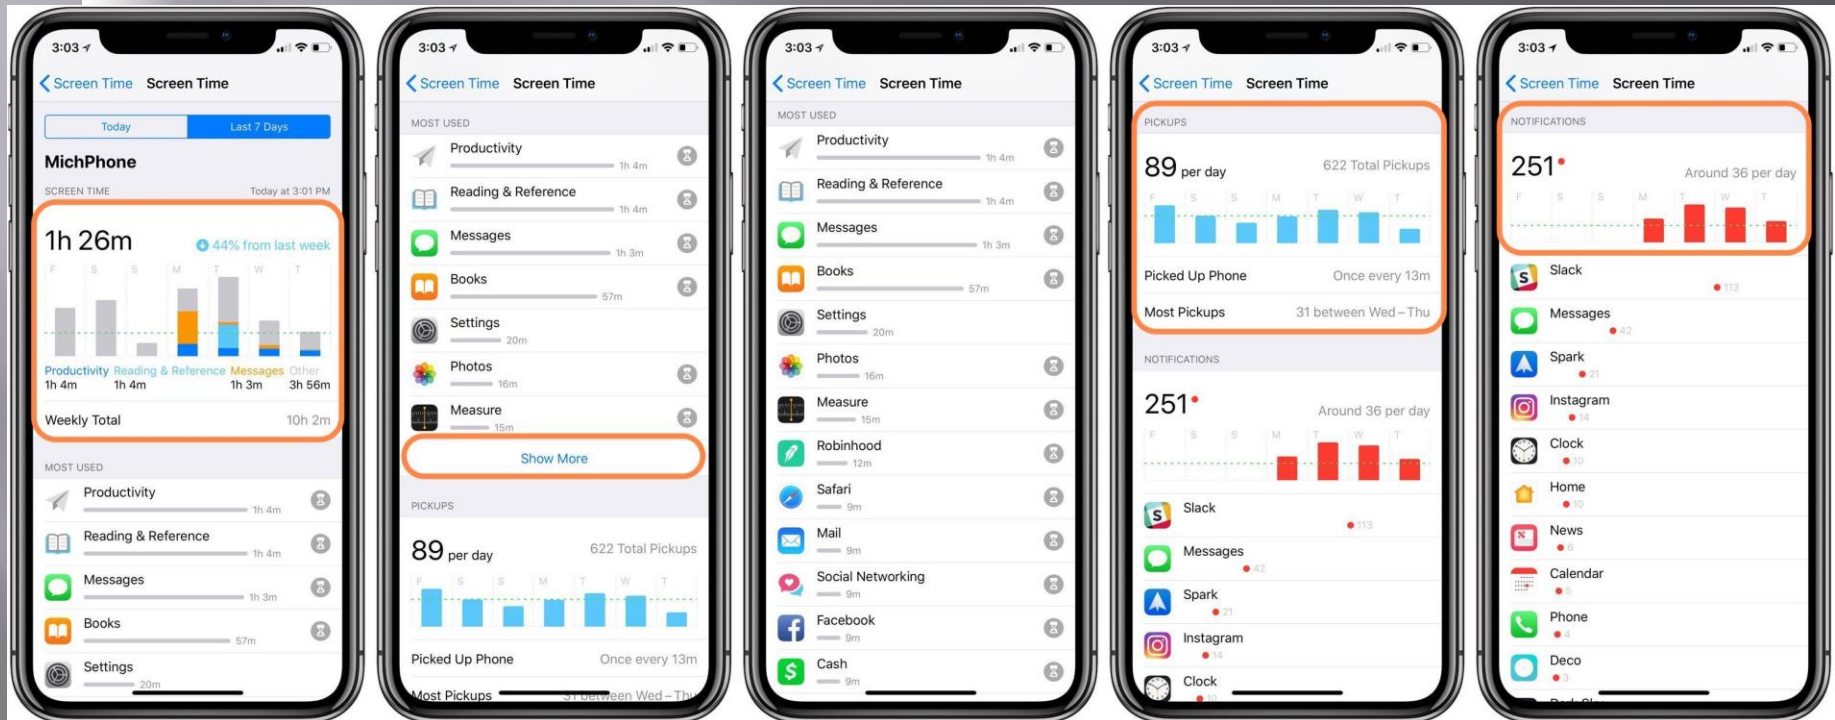 3:03
Screen Time Screen Time
Today Last 7 Days
MichPhone
SCREEN TIME Today at 3:01 PM
1h 26m 44% from last week
F S S M T W T
Productivity Reading & Reference Messages Other
1h 4m 1h 4m 1h 3m 3h 56m
Weekly Total 10h 2m
MOST USED
Productivity
1h 4m
Reading & Reference
1h 4m
Messages
1h 3m
Books
57m
Settings
20m
3:03
Screen Time Screen Time
MOST USED
Productivity
1h 4m
Reading & Reference
1h 4m
Messages
1h 3m
Books
57m
Settings
20m
Photos
16m
Measure
15m
Show More
PICKUPS
89 per day 622 Total Pickups
F S S M T W T
Picked Up Phone Once every 13m
Most Pickups 31 between Wed – Thu
3:03
Screen Time Screen Time
MOST USED
Productivity
1h 4m
Reading & Reference
1h 4m
Messages
1h 3m
Books
57m
Settings
20m
Photos
16m
Measure
15m
Robinhood
12m
Safari
9m
Mail
9m
Social Networking
9m
Facebook
9m
Cash
9m
3:03
Screen Time Screen Time
PICKUPS
89 per day 622 Total Pickups
F S S M T W T
Picked Up Phone Once every 13m
Most Pickups 31 between Wed – Thu
NOTIFICATIONS
251 Around 36 per day
F S S M T W T
Slack
113
Messages
42
Spark
21
Instagram
14
Clock
10
3:03
Screen Time Screen Time
NOTIFICATIONS
251 Around 36 per day
F S S M T W T
Slack
113
Messages
42
Spark
21
Instagram
14
Clock
10
Home
10
News
6
Calendar
5
Phone
4
Deco
3